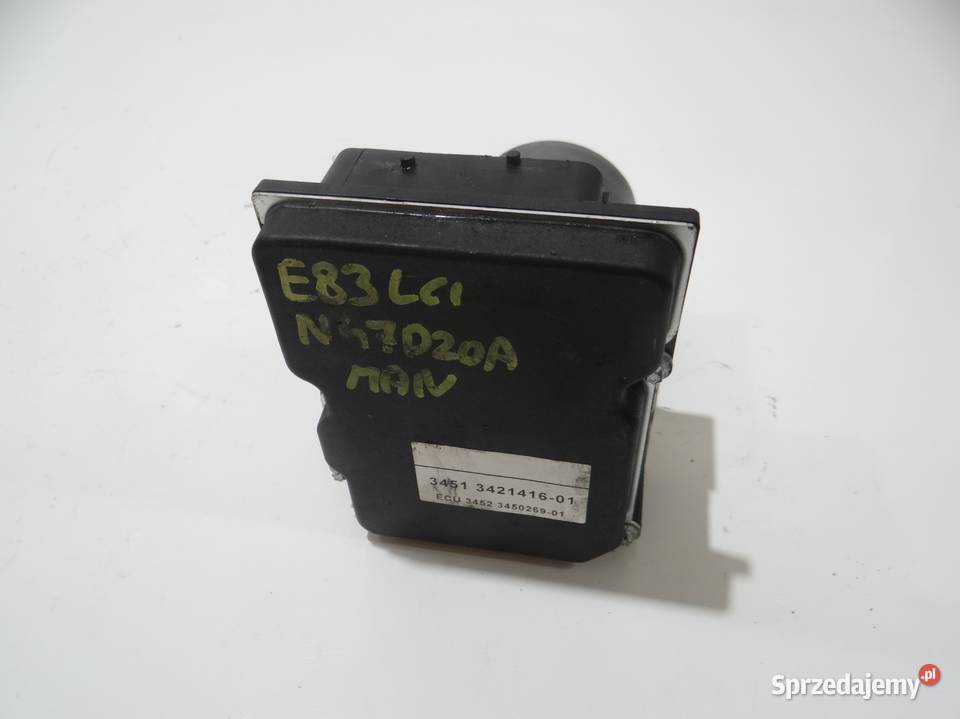 E83 LCI
N47D20A
MAN
3451 3421416-01
ECU 3452 3450269-01
Sprzedajemy.pl